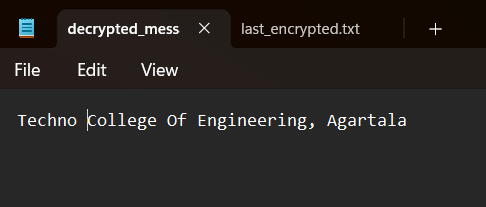 decrypted_mess last_encrypted.txt
File Edit View
Techno College Of Engineering, Agartala